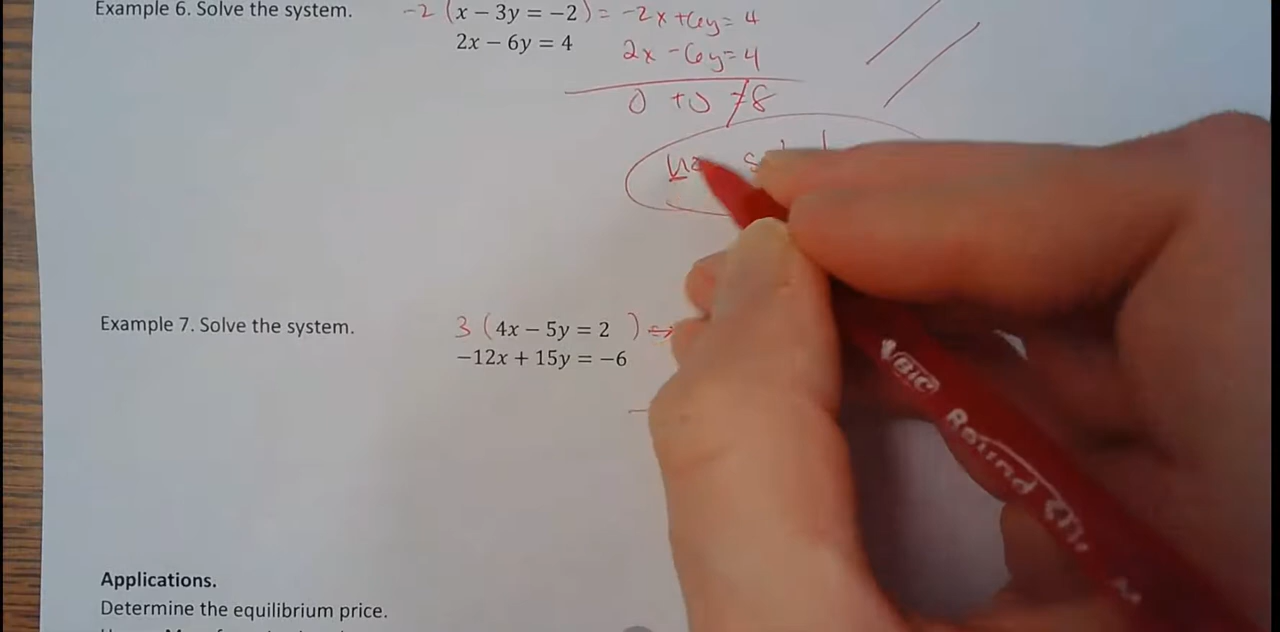 Example 6. Solve the system. -2 (x − 3y = −2) = -2x + 6y = 4
2x − 6y = 4 2x - 6y = 4
0 + 0 ≠ 8
no
Example 7. Solve the system. 3 (4x − 5y = 2 ) ⇒
−12x + 15y = −6
BIC Round Stic M
Applications.
Determine the equilibrium price.